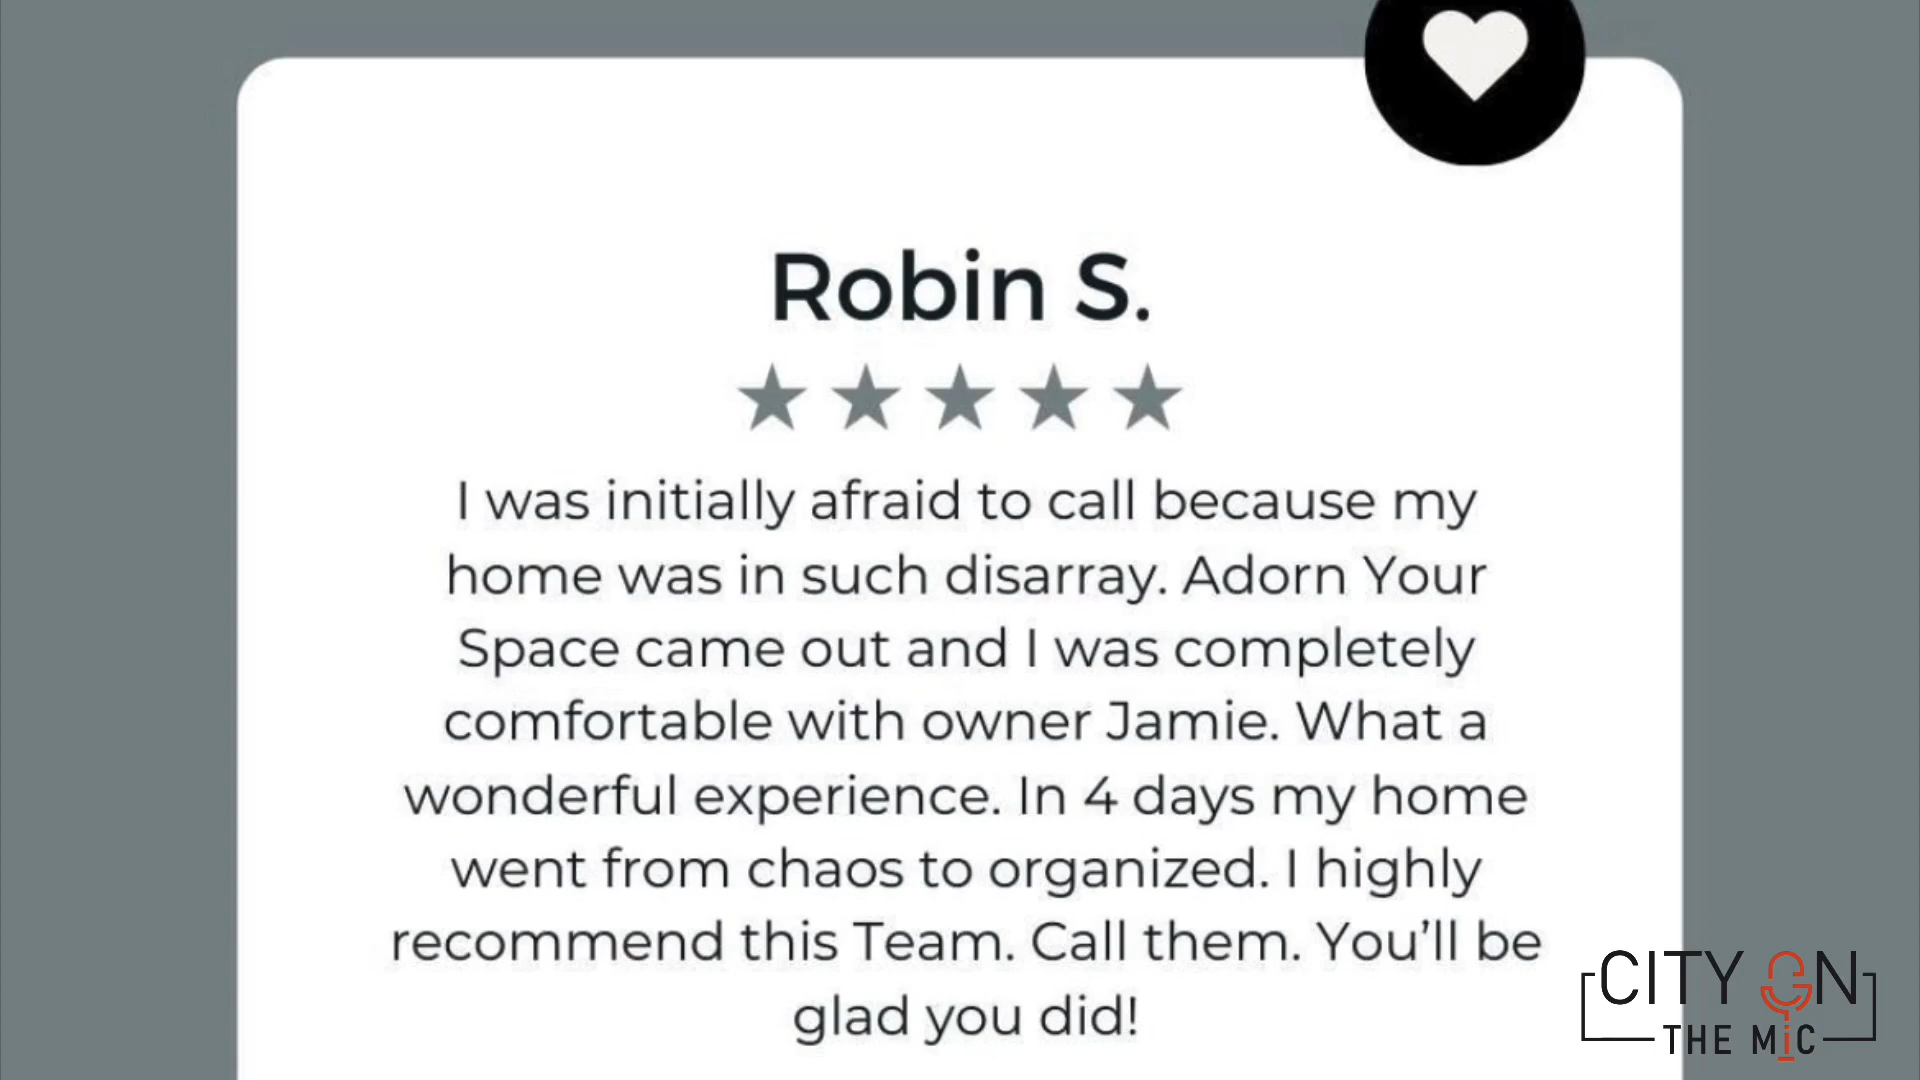 Robin S.
I was initially afraid to call because my
home was in such disarray. Adorn Your
Space came out and I was completely
comfortable with owner Jamie. What a
wonderful experience. In 4 days my home
went from chaos to organized. I highly
recommend this Team. Call them. You’ll be
glad you did!
CITY ON
THE MiC